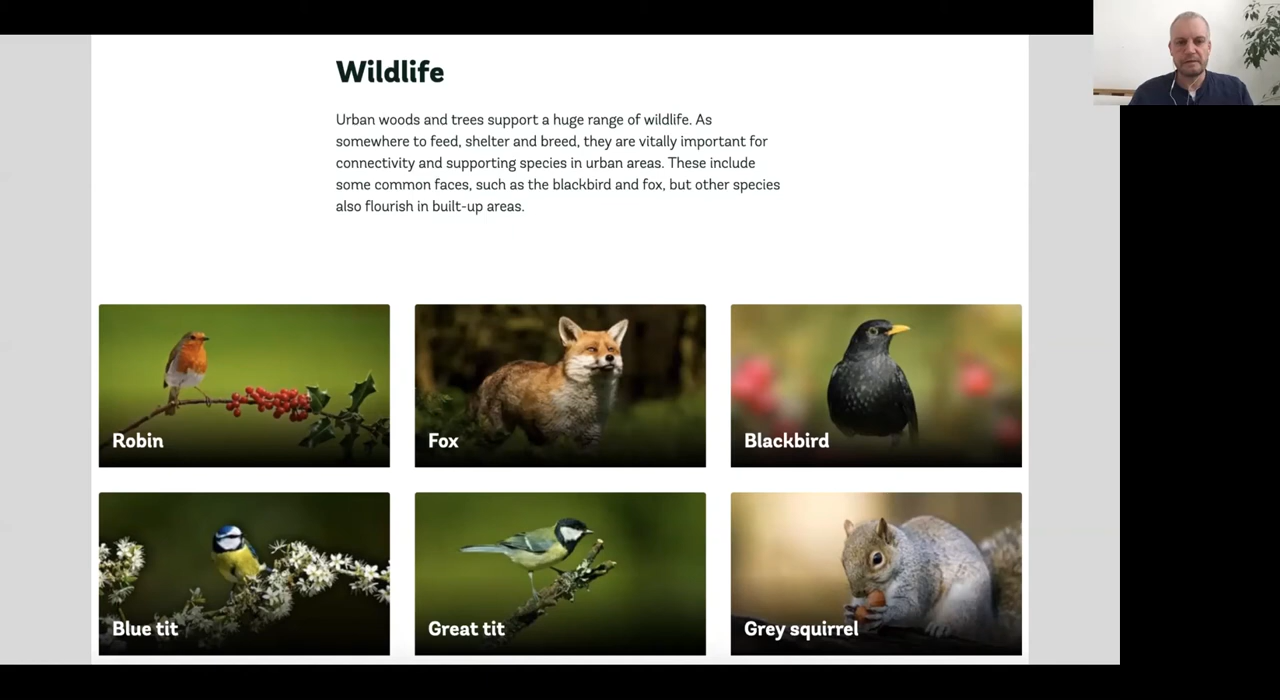 Wildlife
Urban woods and trees support a huge range of wildlife. As
somewhere to feed, shelter and breed, they are vitally important for
connectivity and supporting species in urban areas. These include
some common faces, such as the blackbird and fox, but other species
also flourish in built-up areas.
Robin
Fox
Blackbird
Blue tit
Great tit
Grey squirrel